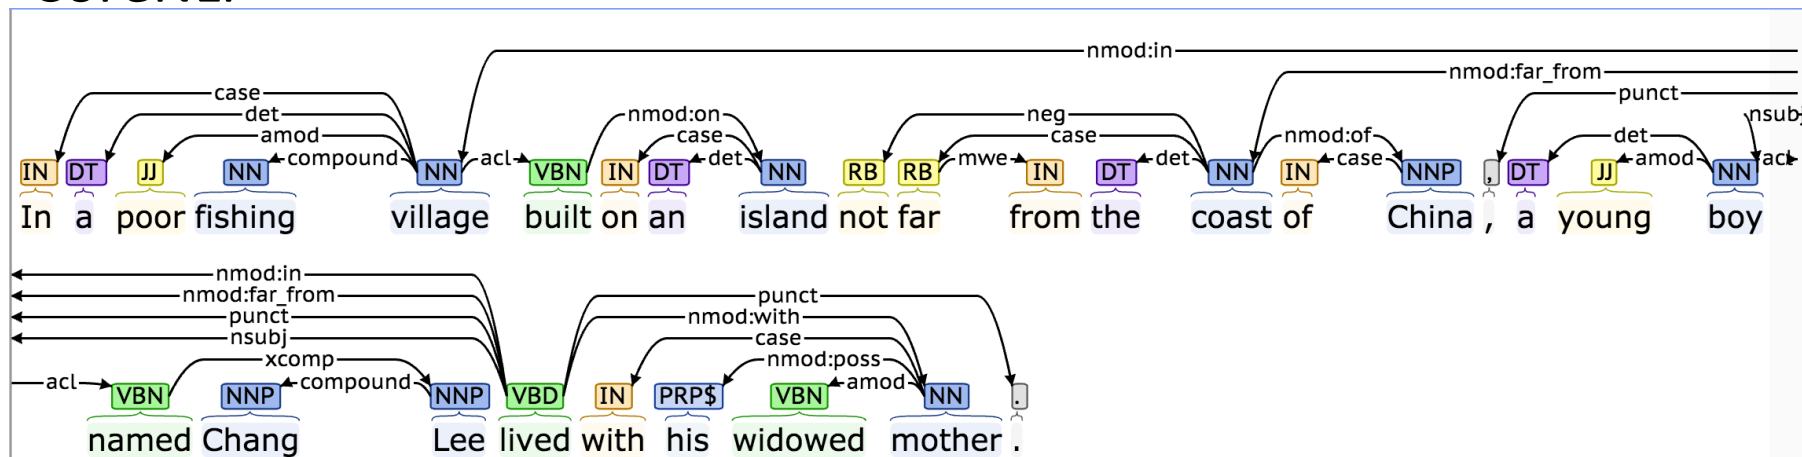 nmod:in
nmod:far_from
case punct
det nmod:on neg nsubj
amod case case nmod:of det
compound acl det mwe det case amod acl
IN DT JJ NN NN VBN IN DT NN RB RB IN DT NN IN NNP , DT JJ NN
In a poor fishing village built on an island not far from the coast of China , a young boy
nmod:in
nmod:far_from punct
punct nmod:with
nsubj case
xcomp nmod:poss
acl compound amod
VBN NNP NNP VBD IN PRP$ VBN NN .
named Chang Lee lived with his widowed mother .